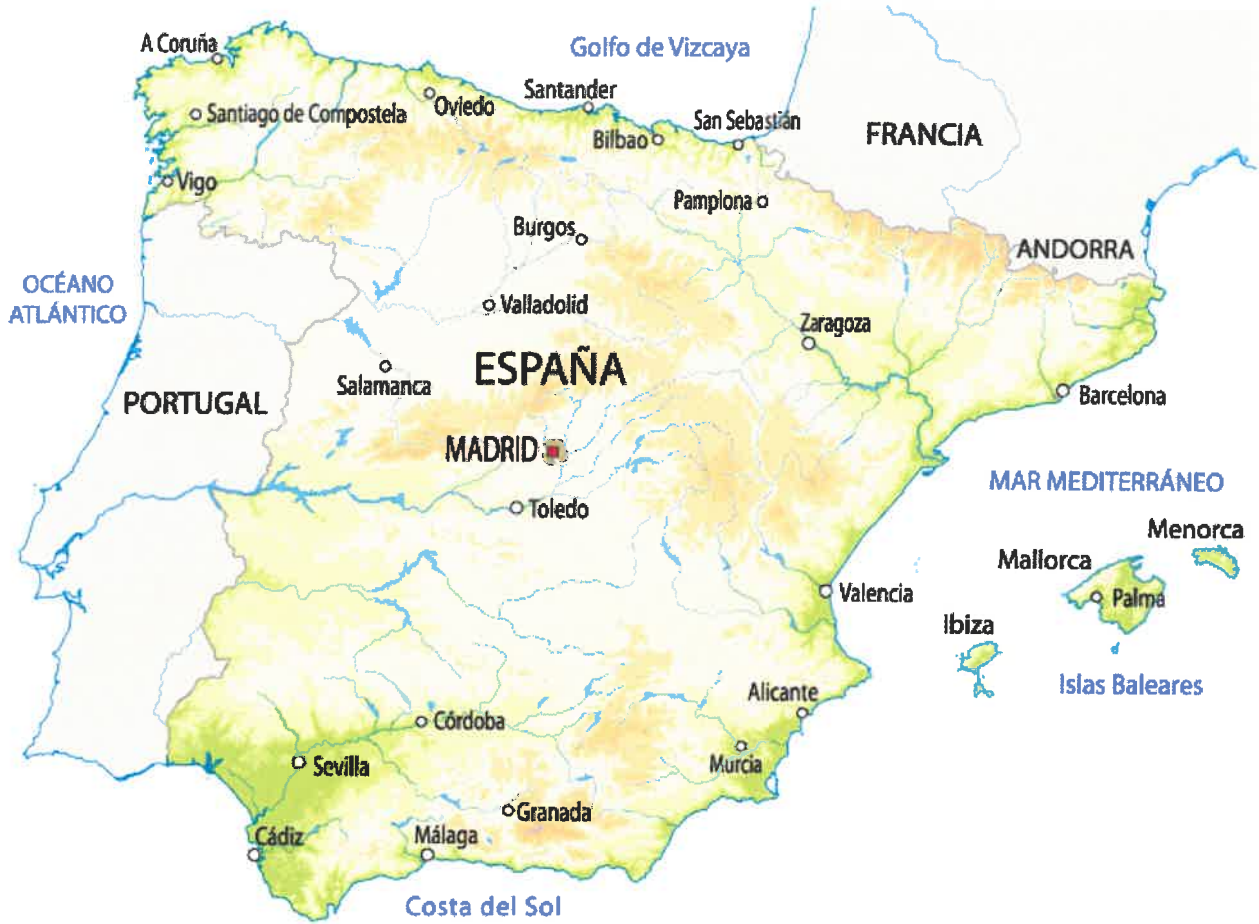 A Coruña
Golfo de Vizcaya
Santander
Santiago de Compostela
Oviedo
Bilbao
San Sebastián
FRANCIA
Vigo
Pamplona
Burgos
ANDORRA
OCÉANO
ATLÁNTICO
Valladolid
Zaragoza
ESPAÑA
Salamanca
PORTUGAL
Barcelona
MADRID
MAR MEDITERRÁNEO
Toledo
Menorca
Mallorca
Valencia
Palma
Ibiza
Islas Baleares
Alicante
Córdoba
Murcia
Sevilla
Granada
Cádiz
Málaga
Costa del Sol